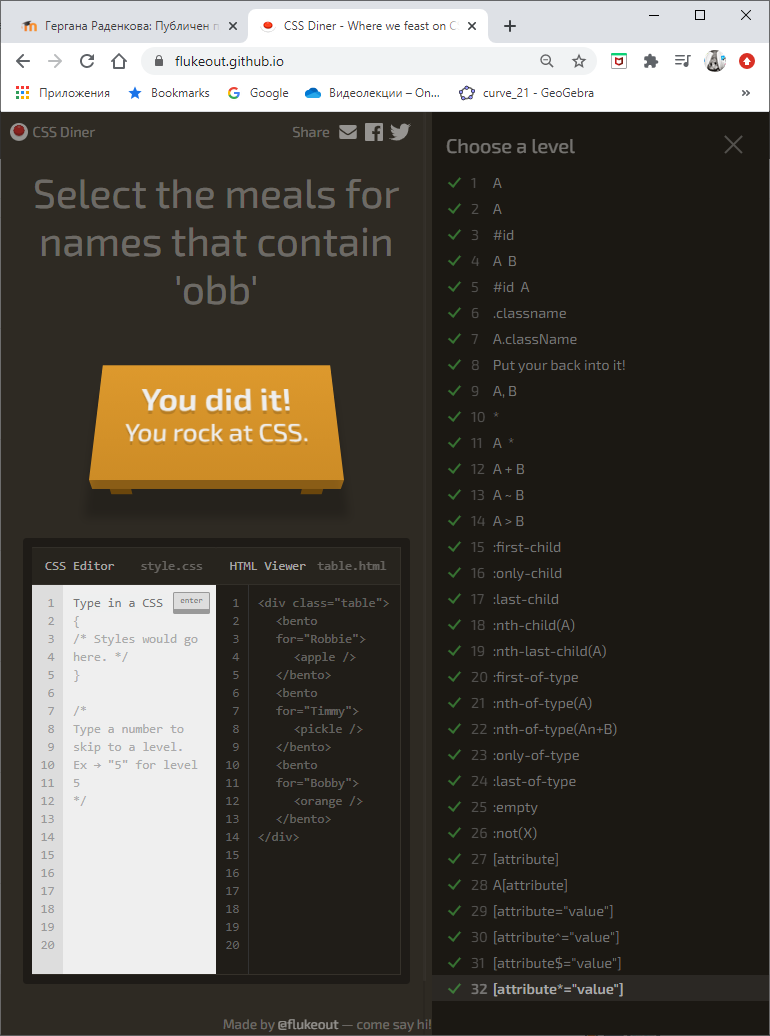 Гергана Раденкова: Публичен п
CSS Diner - Where we feast on C
flukeout.github.io
Приложения
Bookmarks
Google
Видеолекции – On...
curve_21 - GeoGebra
CSS Diner
Share
Select the meals for
names that contain
'obb'
You did it!
You rock at CSS.
CSS Editor
style.css
HTML Viewer
table.html
1
2
3
4
5
6
7
8
9
10
11
12
13
14
15
16
17
18
19
20
Type in a CSS
enter
{
/* Styles would go
here. */
}
/*
Type a number to
skip to a level.
Ex → "5" for level
5
*/
1
2
3
4
5
6
7
8
9
10
11
12
13
14
15
16
17
18
19
20
<div class="table">
<bento
for="Robbie">
<apple />
</bento>
<bento
for="Timmy">
<pickle />
</bento>
<bento
for="Bobby">
<orange />
</bento>
</div>
Made by @flukeout — come say hi!
Choose a level
1 A
2 A
3 #id
4 A B
5 #id A
6 .classname
7 A.className
8 Put your back into it!
9 A, B
10 *
11 A *
12 A + B
13 A ~ B
14 A > B
15 :first-child
16 :only-child
17 :last-child
18 :nth-child(A)
19 :nth-last-child(A)
20 :first-of-type
21 :nth-of-type(A)
22 :nth-of-type(An+B)
23 :only-of-type
24 :last-of-type
25 :empty
26 :not(X)
27 [attribute]
28 A[attribute]
29 [attribute="value"]
30 [attribute^="value"]
31 [attribute$="value"]
32 [attribute*="value"]